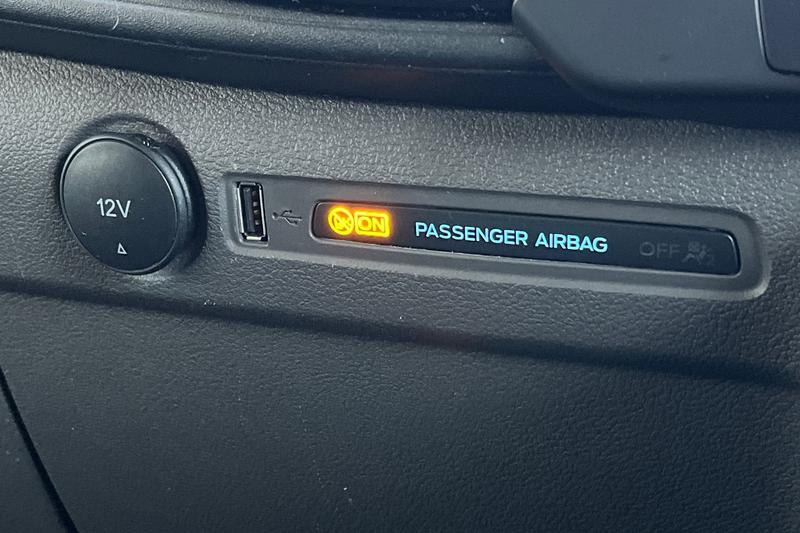 12V
ON PASSENGER AIRBAG OFF